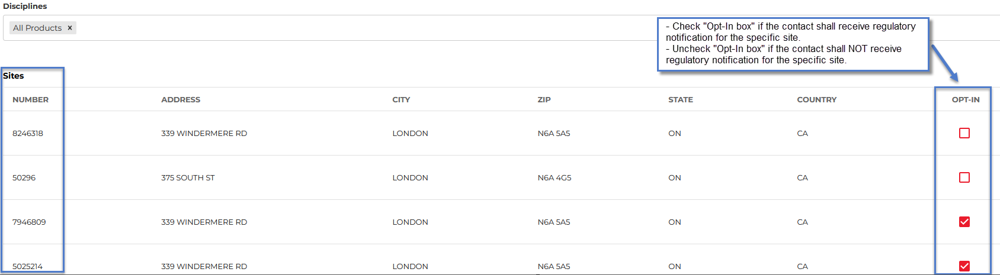 Disciplines
All Products ×
- Check "Opt-In box" if the contact shall receive regulatory
notification for the specific site.
- Uncheck "Opt-In box" if the contact shall NOT receive
regulatory notification for the specific site.
Sites
NUMBER ADDRESS CITY ZIP STATE COUNTRY OPT-IN
8246318 339 WINDERMERE RD LONDON N6A 5A5 ON CA
50296 375 SOUTH ST LONDON N6A 4G5 ON CA
7946809 339 WINDERMERE RD LONDON N6A 5A5 ON CA
5025214 339 WINDERMERE RD LONDON N6A 5A5 ON CA